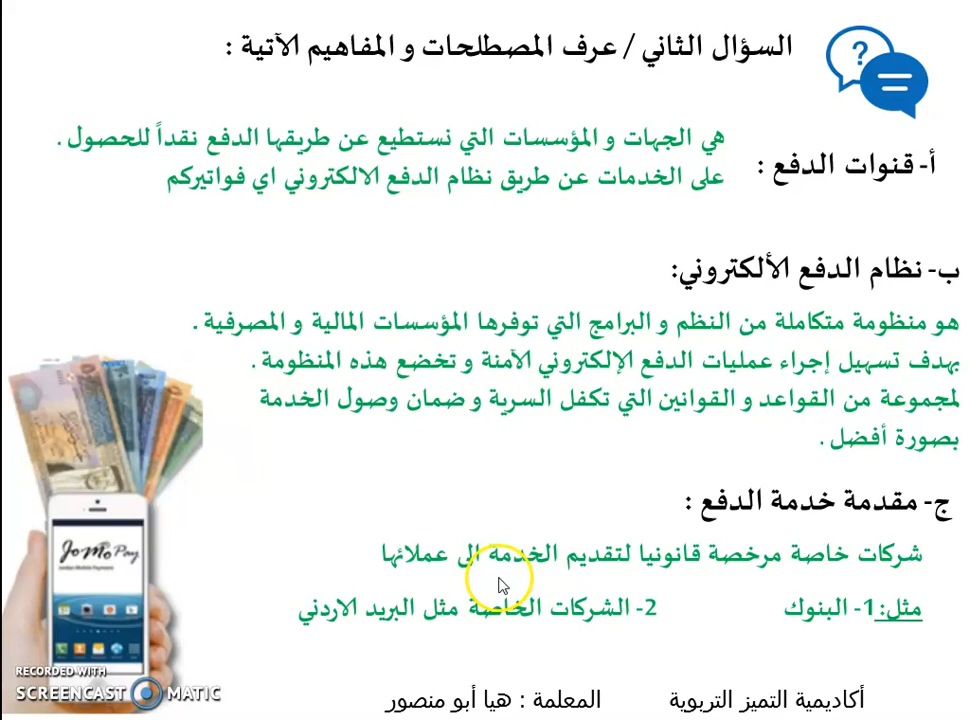 السؤال الثاني / عرف المصطلحات و المفاهيم الآتية :
?
أ- قنوات الدفع :
هي الجهات و المؤسسات التي نستطيع عن طريقها الدفع نقداً للحصول .
على الخدمات عن طريق نظام الدفع الالكتروني اي فواتيركم
ب- نظام الدفع الألكتروني:
هو منظومة متكاملة من النظم و البرامج التي توفرها المؤسسات المالية و المصرفية .
بهدف تسهيل إجراء عمليات الدفع الإلكتروني الآمنة و تخضع هذه المنظومة .
لمجموعة من القواعد و القوانين التي تكفل السرية و ضمان وصول الخدمة
بصورة أفضل .
ج- مقدمة خدمة الدفع :
شركات خاصة مرخصة قانونيا لتقديم الخدمة الى عملائها
مثل: 1- البنوك 2- الشركات الخاصة مثل البريد الاردني
JoMoPay
Jordan Mobile Payment
RECORDED WITH
SCREENCAST MATIC
أكاديمية التميز التربوية المعلمة : هيا أبو منصور